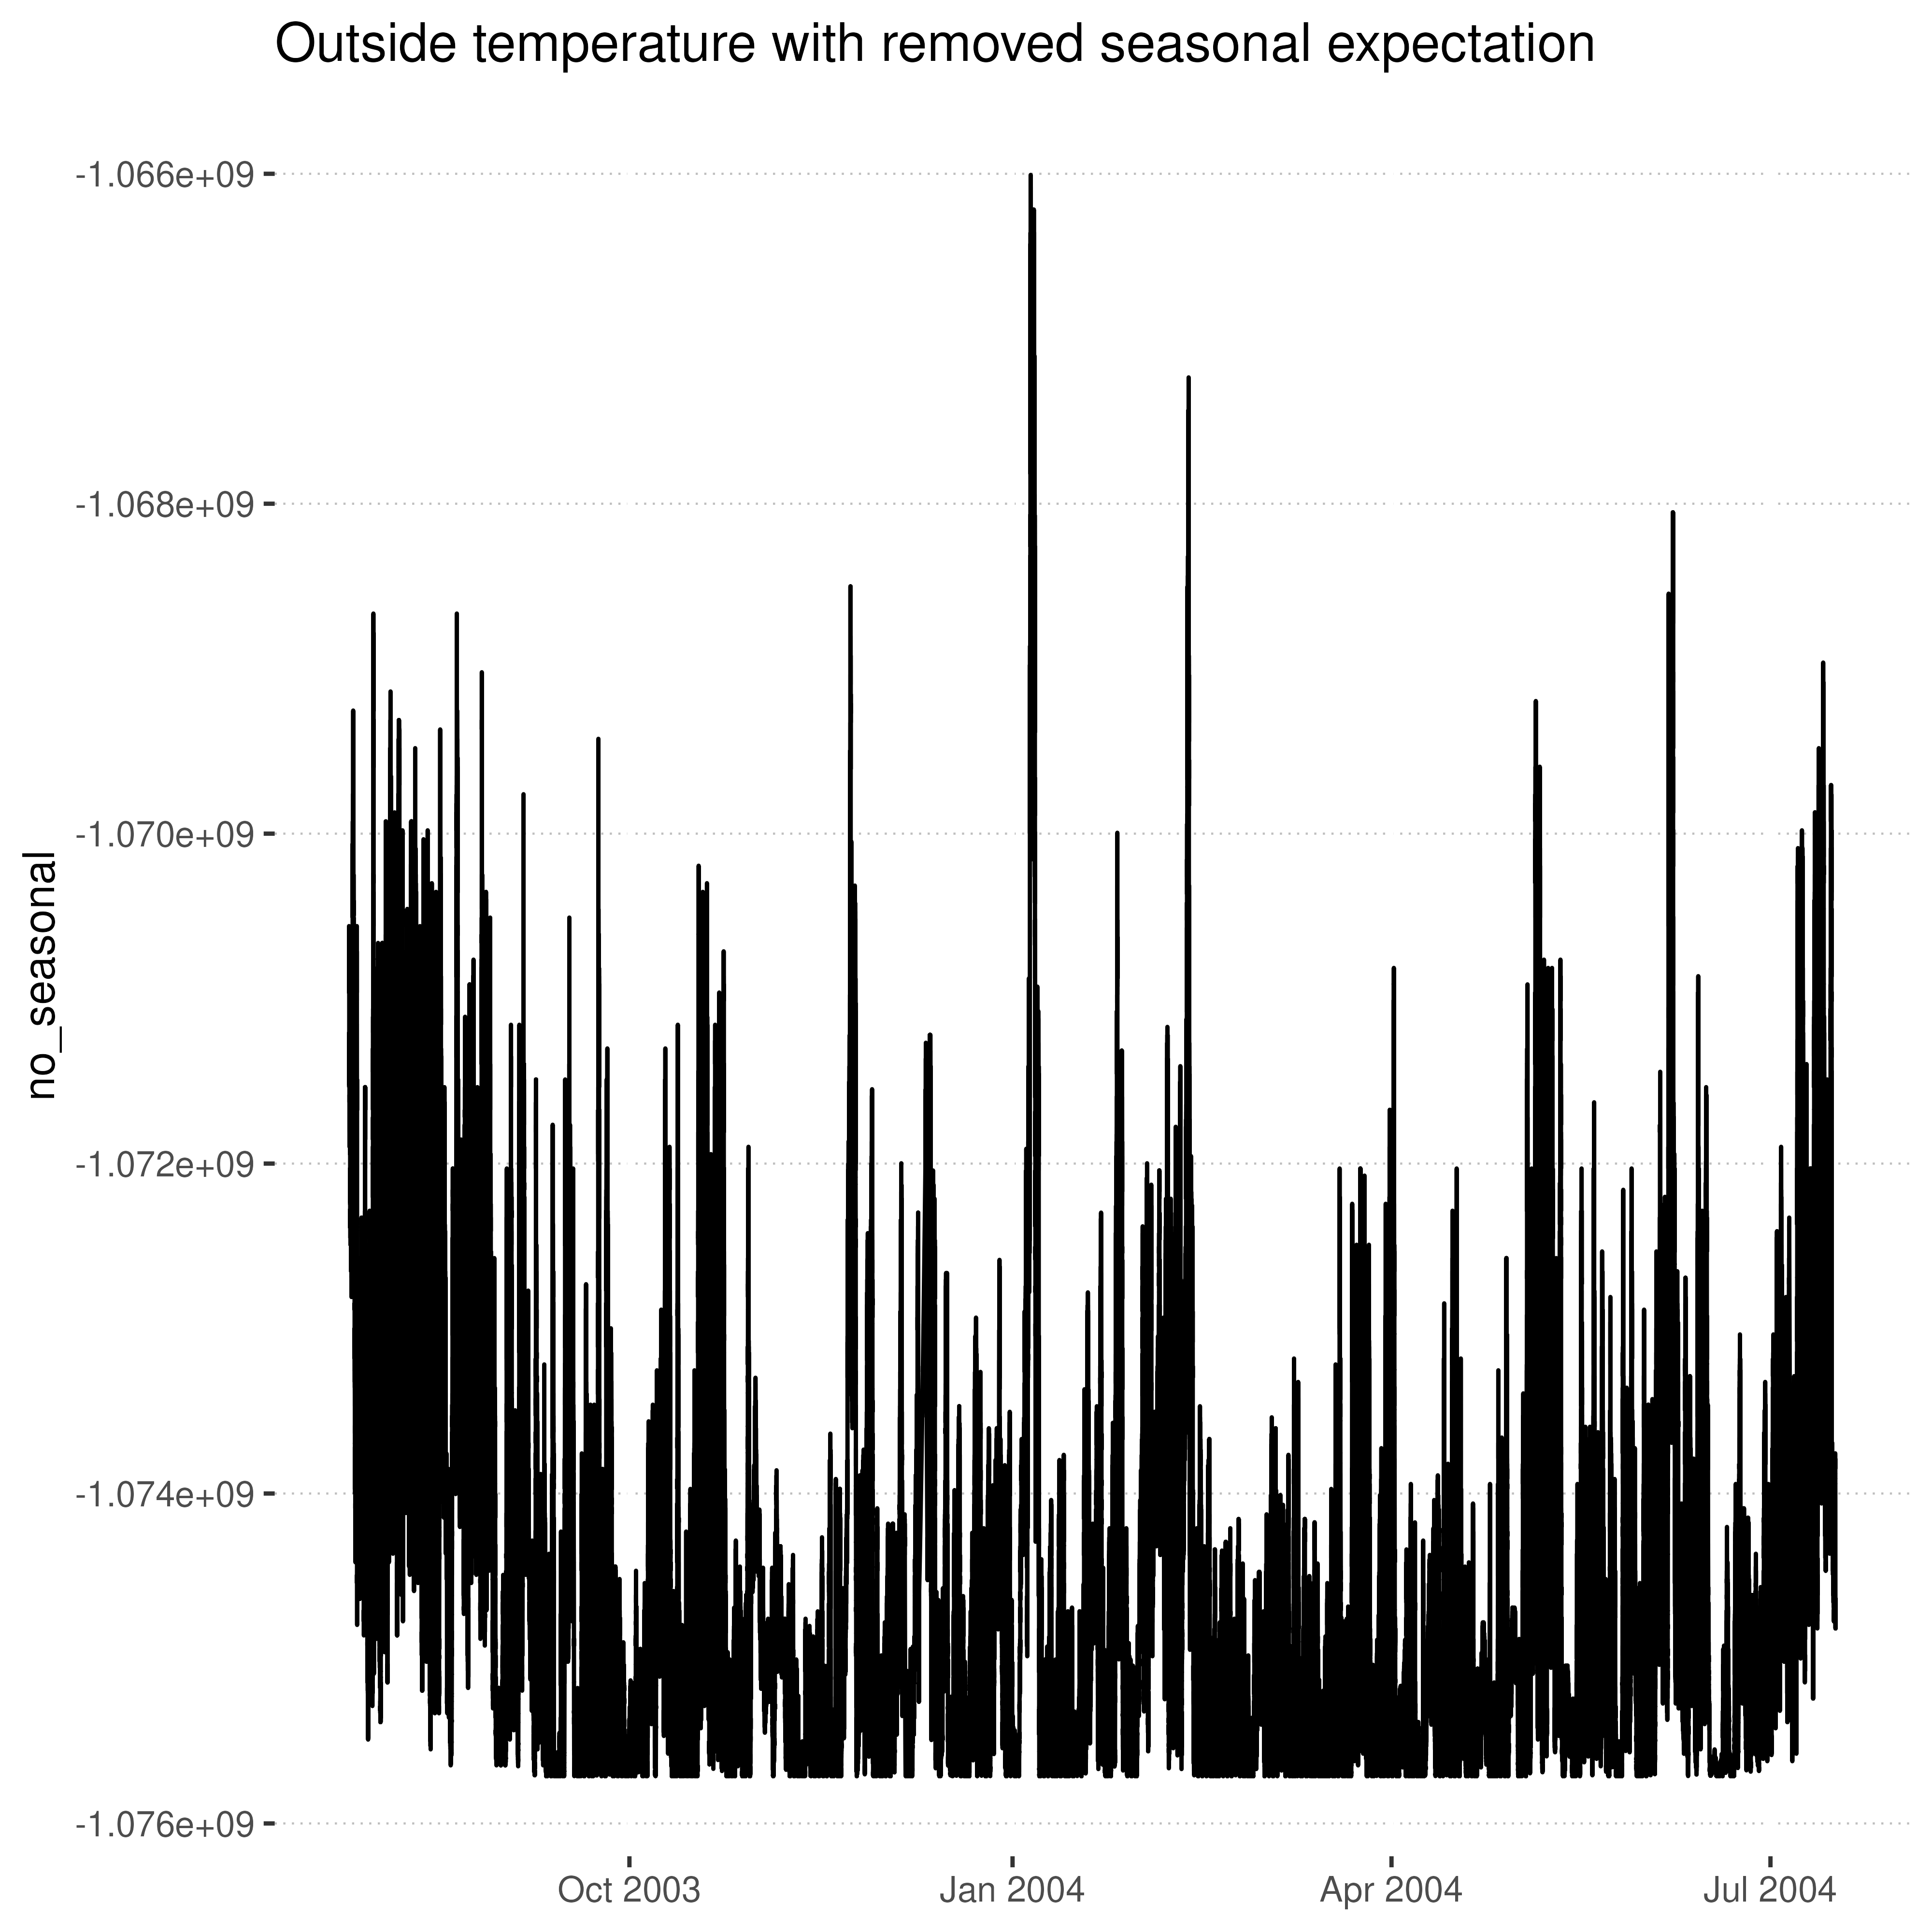 Outside temperature with removed seasonal expectation
-1.066e+09
-1.068e+09
-1.070e+09
-1.072e+09
-1.074e+09
-1.076e+09
no_seasonal
Oct 2003
Jan 2004
Apr 2004
Jul 2004